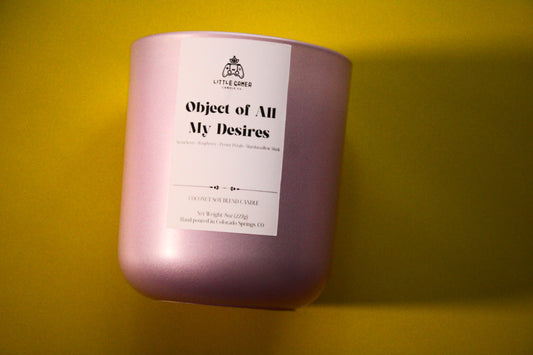 LITTLE GAMER
CANDLE CO.
Object of All
My Desires
Strawberry · Raspberry · Peony Petals · Marshmallow Musk
COCONUT SOY BLEND CANDLE
Net Weight 8oz (227g)
Hand poured in Colorado Springs, CO